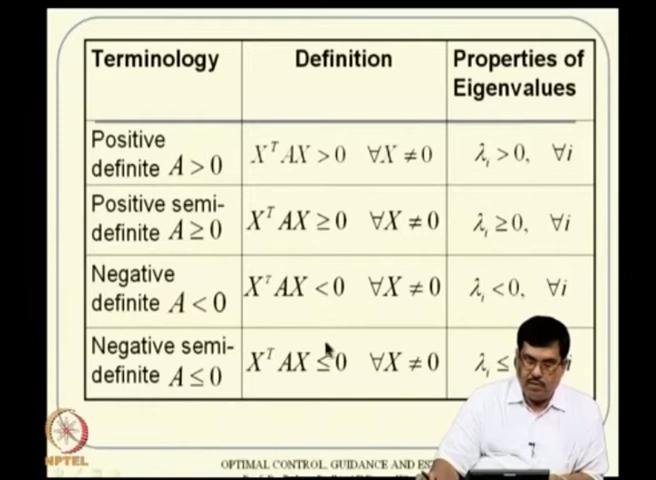 Terminology Definition Properties of Eigenvalues
Positive definite A > 0 X^T AX > 0 ∀X ≠ 0 λ_i > 0, ∀i
Positive semi-definite A ≥ 0 X^T AX ≥ 0 ∀X ≠ 0 λ_i ≥ 0, ∀i
Negative definite A < 0 X^T AX < 0 ∀X ≠ 0 λ_i < 0, ∀i
Negative semi-definite A ≤ 0 X^T AX ≤ 0 ∀X ≠ 0 λ_i ≤ i
NPTEL
OPTIMAL CONTROL, GUIDANCE AND